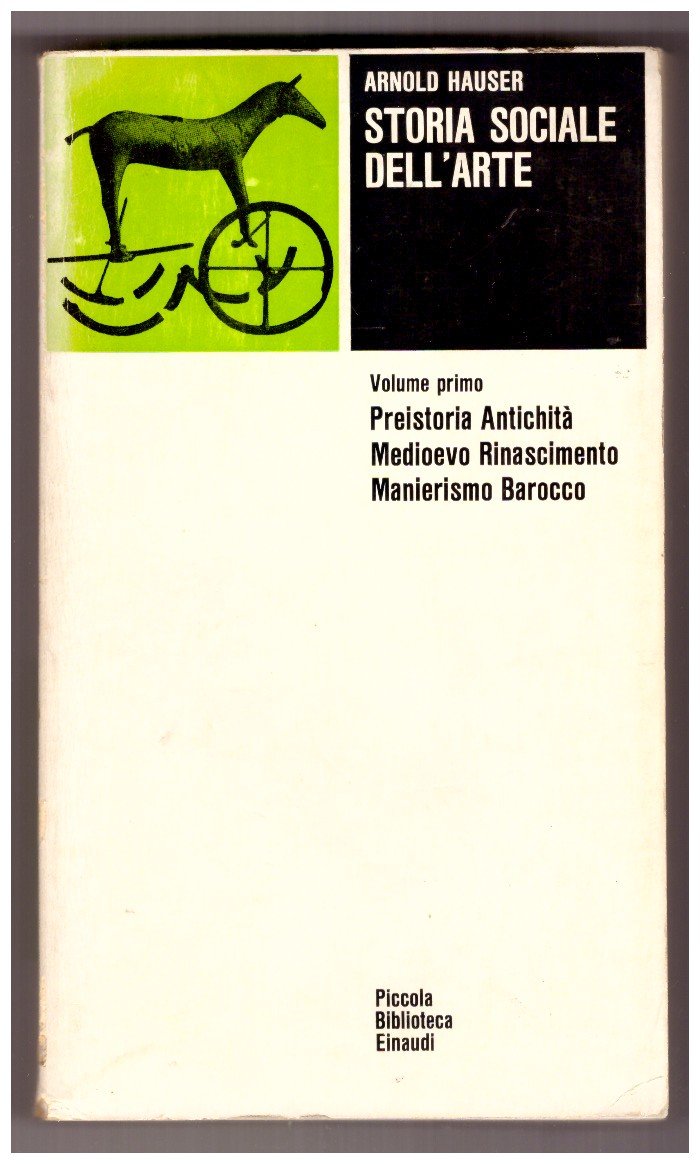 ARNOLD HAUSER
STORIA SOCIALE
DELL'ARTE
Volume primo
Preistoria Antichità
Medioevo Rinascimento
Manierismo Barocco
Piccola
Biblioteca
Einaudi